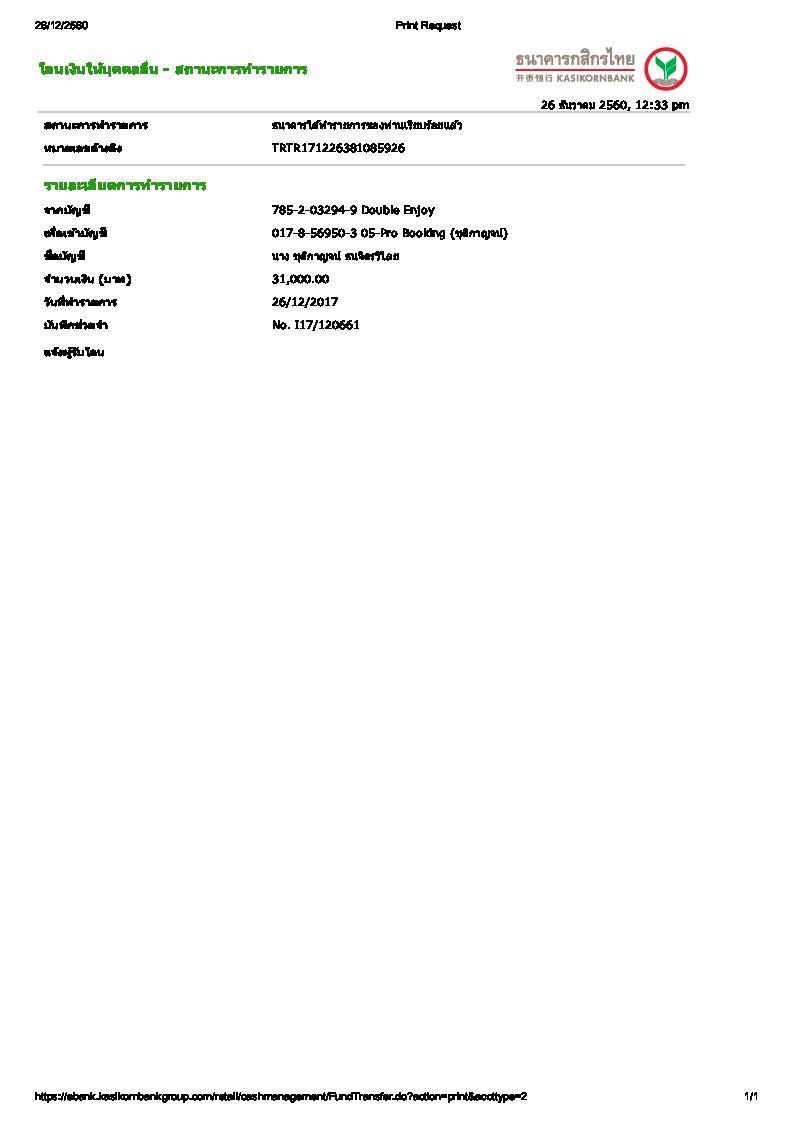 26/12/2560 Print Request
โอนเงินให้บุคคลอื่น - สถานะการทำรายการ
ธนาคารกสิกรไทย
开泰银行 KASIKORNBANK
26 ธันวาคม 2560, 12:33 pm
สถานะการทำรายการ ธนาคารได้ทำรายการของท่านเรียบร้อยแล้ว
หมายเลขอ้างอิง TRTR171226381085926
รายละเอียดการทำรายการ
จากบัญชี 785-2-03294-9 Double Enjoy
เพื่อเข้าบัญชี 017-8-56950-3 05-Pro Booking (ชุติกาญจน์)
ชื่อบัญชี นาง ชุติกาญจน์
จำนวนเงิน (บาท) 31,000.00
วันที่ทำรายการ 26/12/2017
บันทึกช่วยจำ No. I17/120661
แจ้งผู้รับโอน
https://ebank.kasikornbankgroup.com/retail/cashmanagement/FundTransfer.do?action=print&accttype=2 1/1